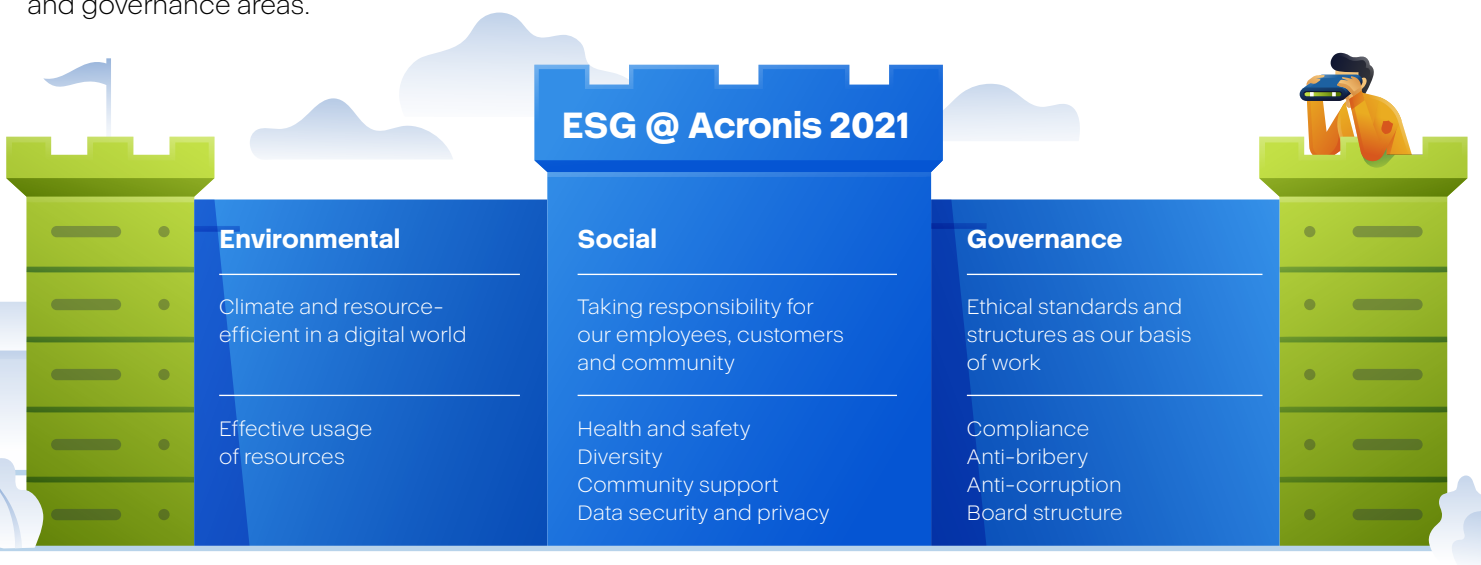 and governance areas.
ESG @ Acronis 2021
Environmental
Climate and resource-
efficient in a digital world
Effective usage
of resources
Social
Taking responsibility for
our employees, customers
and community
Health and safety
Diversity
Community support
Data security and privacy
Governance
Ethical standards and
structures as our basis
of work
Compliance
Anti-bribery
Anti-corruption
Board structure